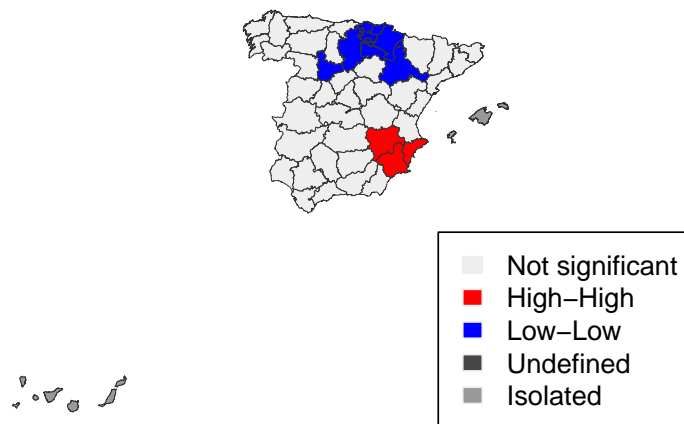 Not significant
High−High
Low−Low
Undefined
Isolated